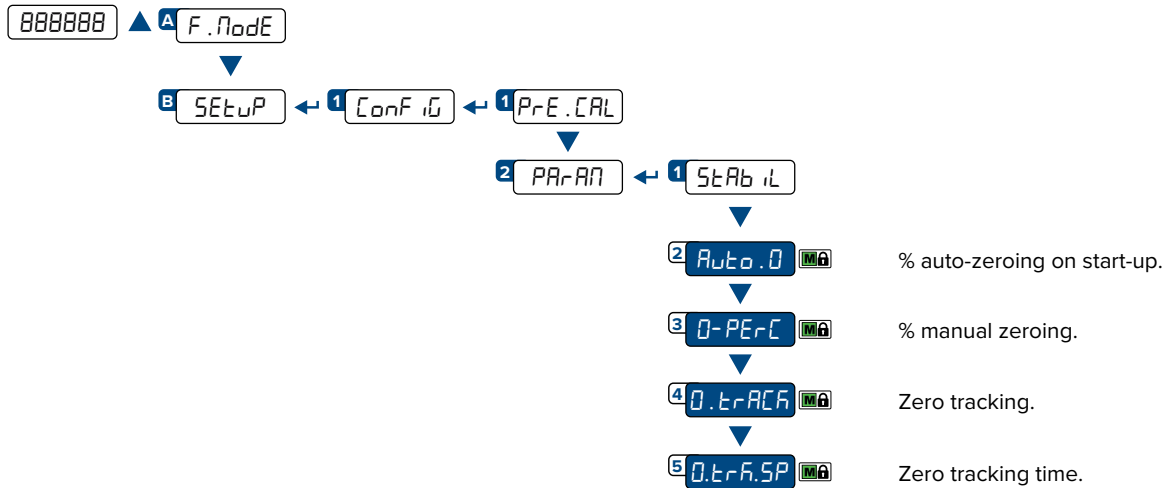 888888 A F.ModE
B SEtuP 1 ConFiG 1 PrE.CAL
2 PArAM 1 StAbiL
2 Auto.0 M % auto-zeroing on start-up.
3 0-PErC M % manual zeroing.
4 0.trACK M Zero tracking.
5 0.trK.SP M Zero tracking time.